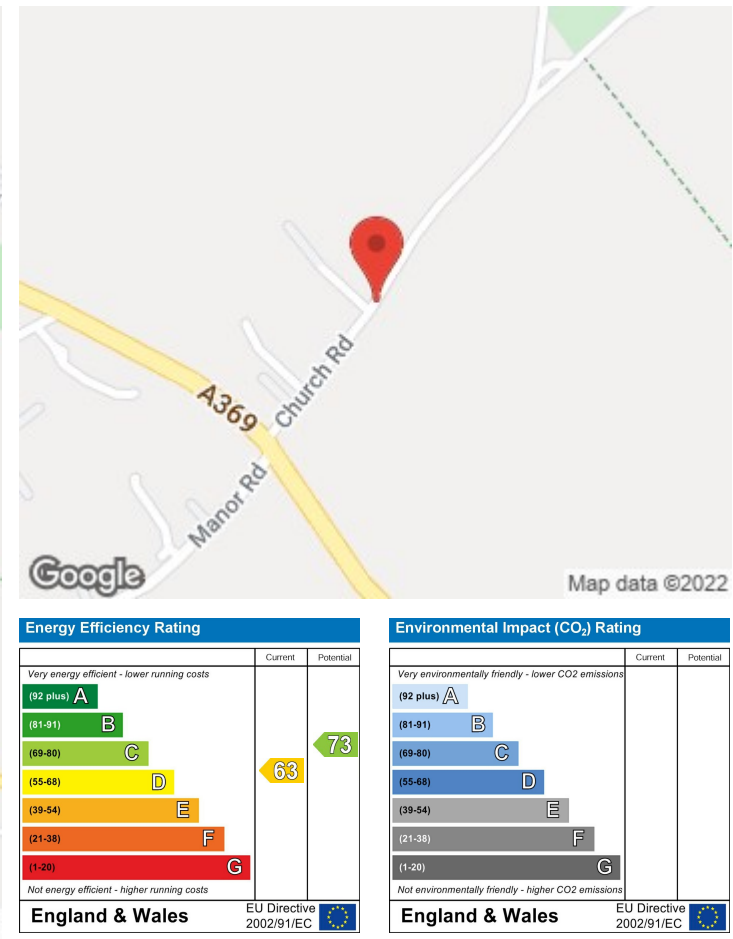 Church Rd
A369
Manor Rd
Google
Map data ©2022
Energy Efficiency Rating
Current Potential
Very energy efficient - lower running costs
(92 plus) A
(81-91) B
(69-80) C
(55-68) D
(39-54) E
(21-38) F
(1-20) G
63
73
Not energy efficient - higher running costs
England & Wales
EU Directive
2002/91/EC
Environmental Impact (CO₂) Rating
Current Potential
Very environmentally friendly - lower CO2 emissions
(92 plus) A
(81-91) B
(69-80) C
(55-68) D
(39-54) E
(21-38) F
(1-20) G
Not environmentally friendly - higher CO2 emissions
England & Wales
EU Directive
2002/91/EC